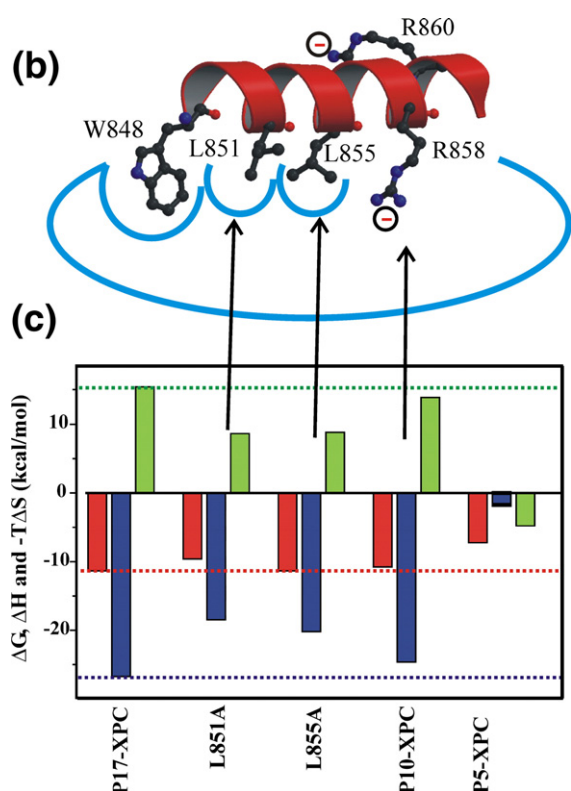 (b)
R860
W848
L851
L855
R858
(c)
ΔG, ΔH and -TΔS (kcal/mol)
10
0
-10
-20
P17-XPC
L851A
L855A
P10-XPC
P5-XPC